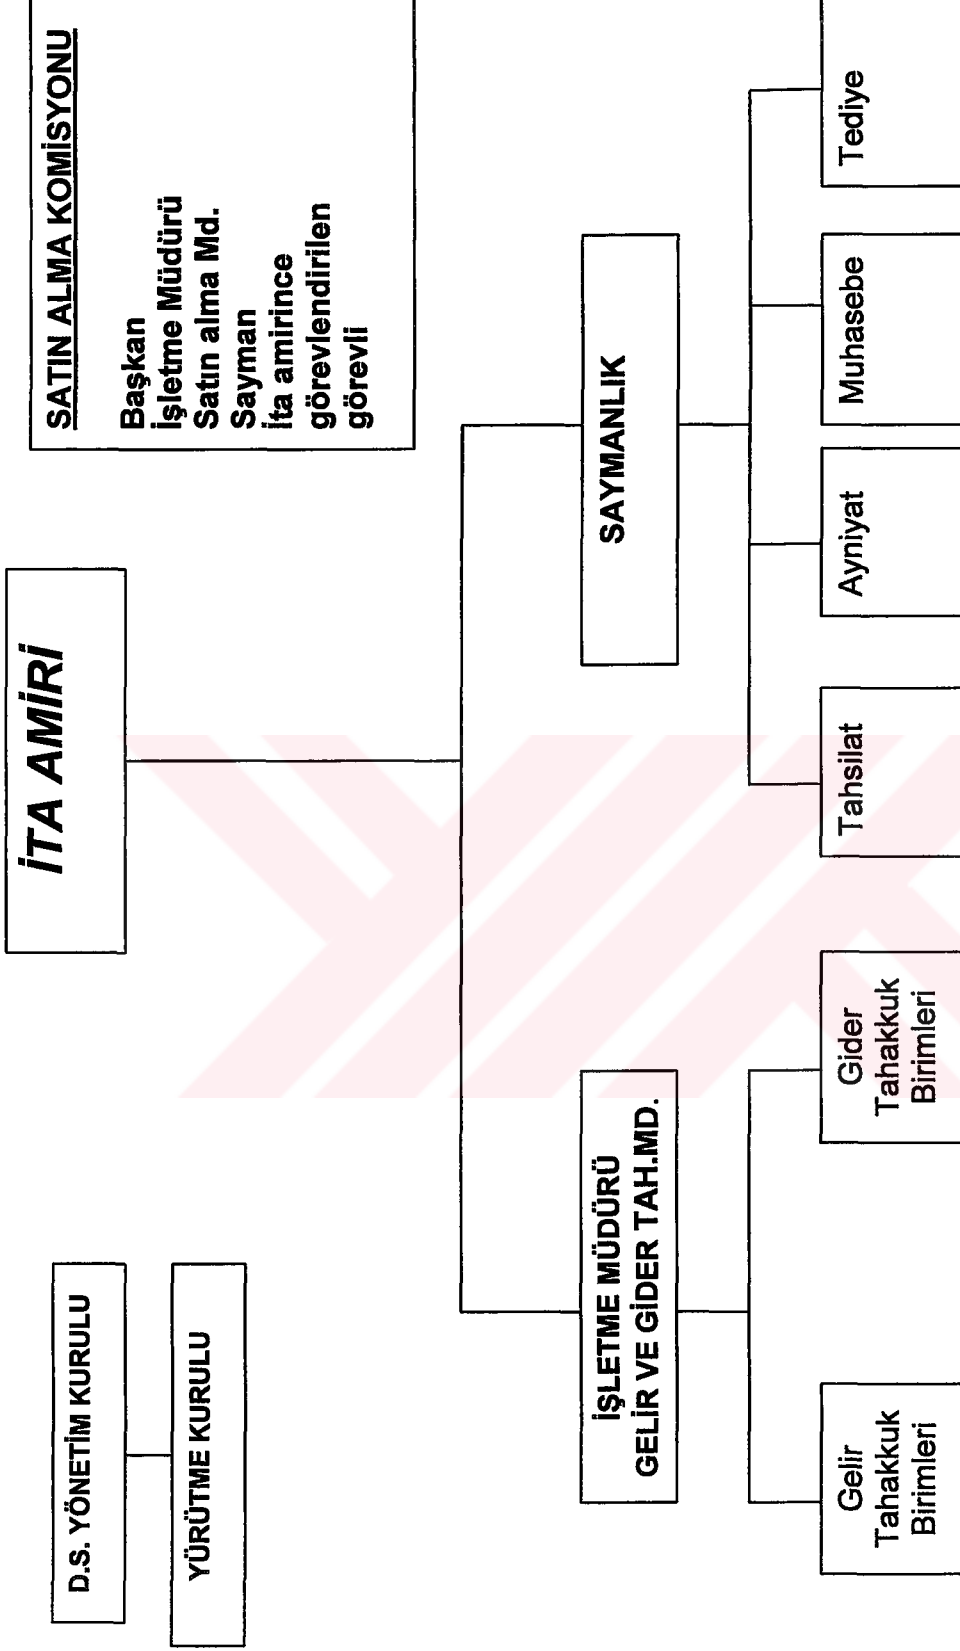 D.S. YÖNETİM KURULU
YÜRÜTME KURULU
İTA AMİRİ
SATIN ALMA KOMİSYONU
Başkan
İşletme Müdürü
Satın alma Md.
Sayman
İta amirince
görevlendirilen
görevli
İŞLETME MÜDÜRÜ
GELİR VE GİDER TAH.MD.
SAYMANLIK
Gelir
Tahakkuk
Birimleri
Gider
Tahakkuk
Birimleri
Tahsilat
Ayniyat
Muhasebe
Tediye